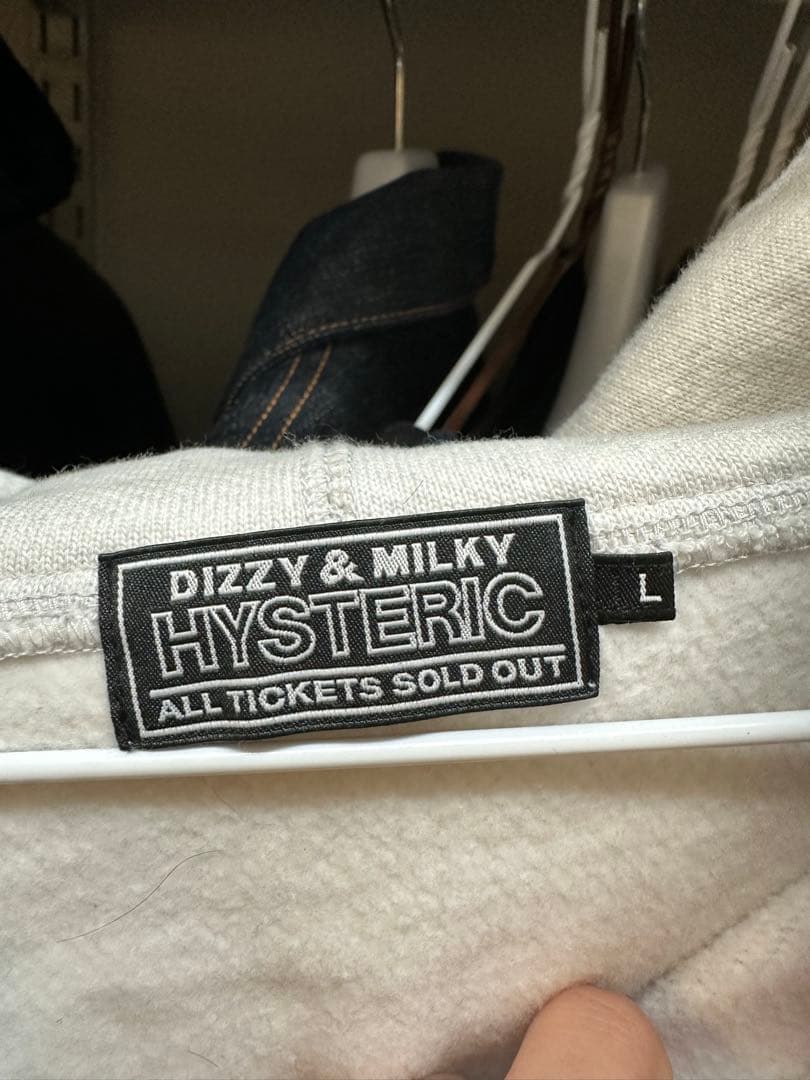 DIZZY & MILKY
HYSTERIC
ALL TICKETS SOLD OUT
L